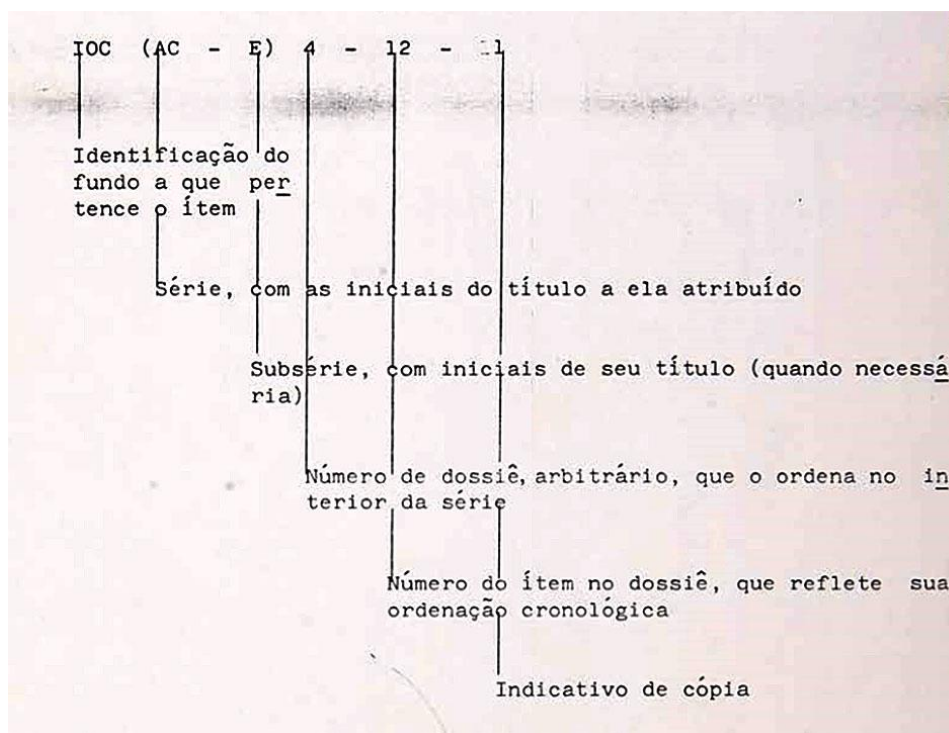 IOC (AC - E) 4 - 12 - 11
Identificação do
fundo a que per
tence o ítem
Série, com as iniciais do título a ela atribuído
Subsérie, com iniciais de seu título (quando necessá
ria)
Número de dossiê, arbitrário, que o ordena no in
terior da série
Número do ítem no dossiê, que reflete sua
ordenação cronológica
Indicativo de cópia